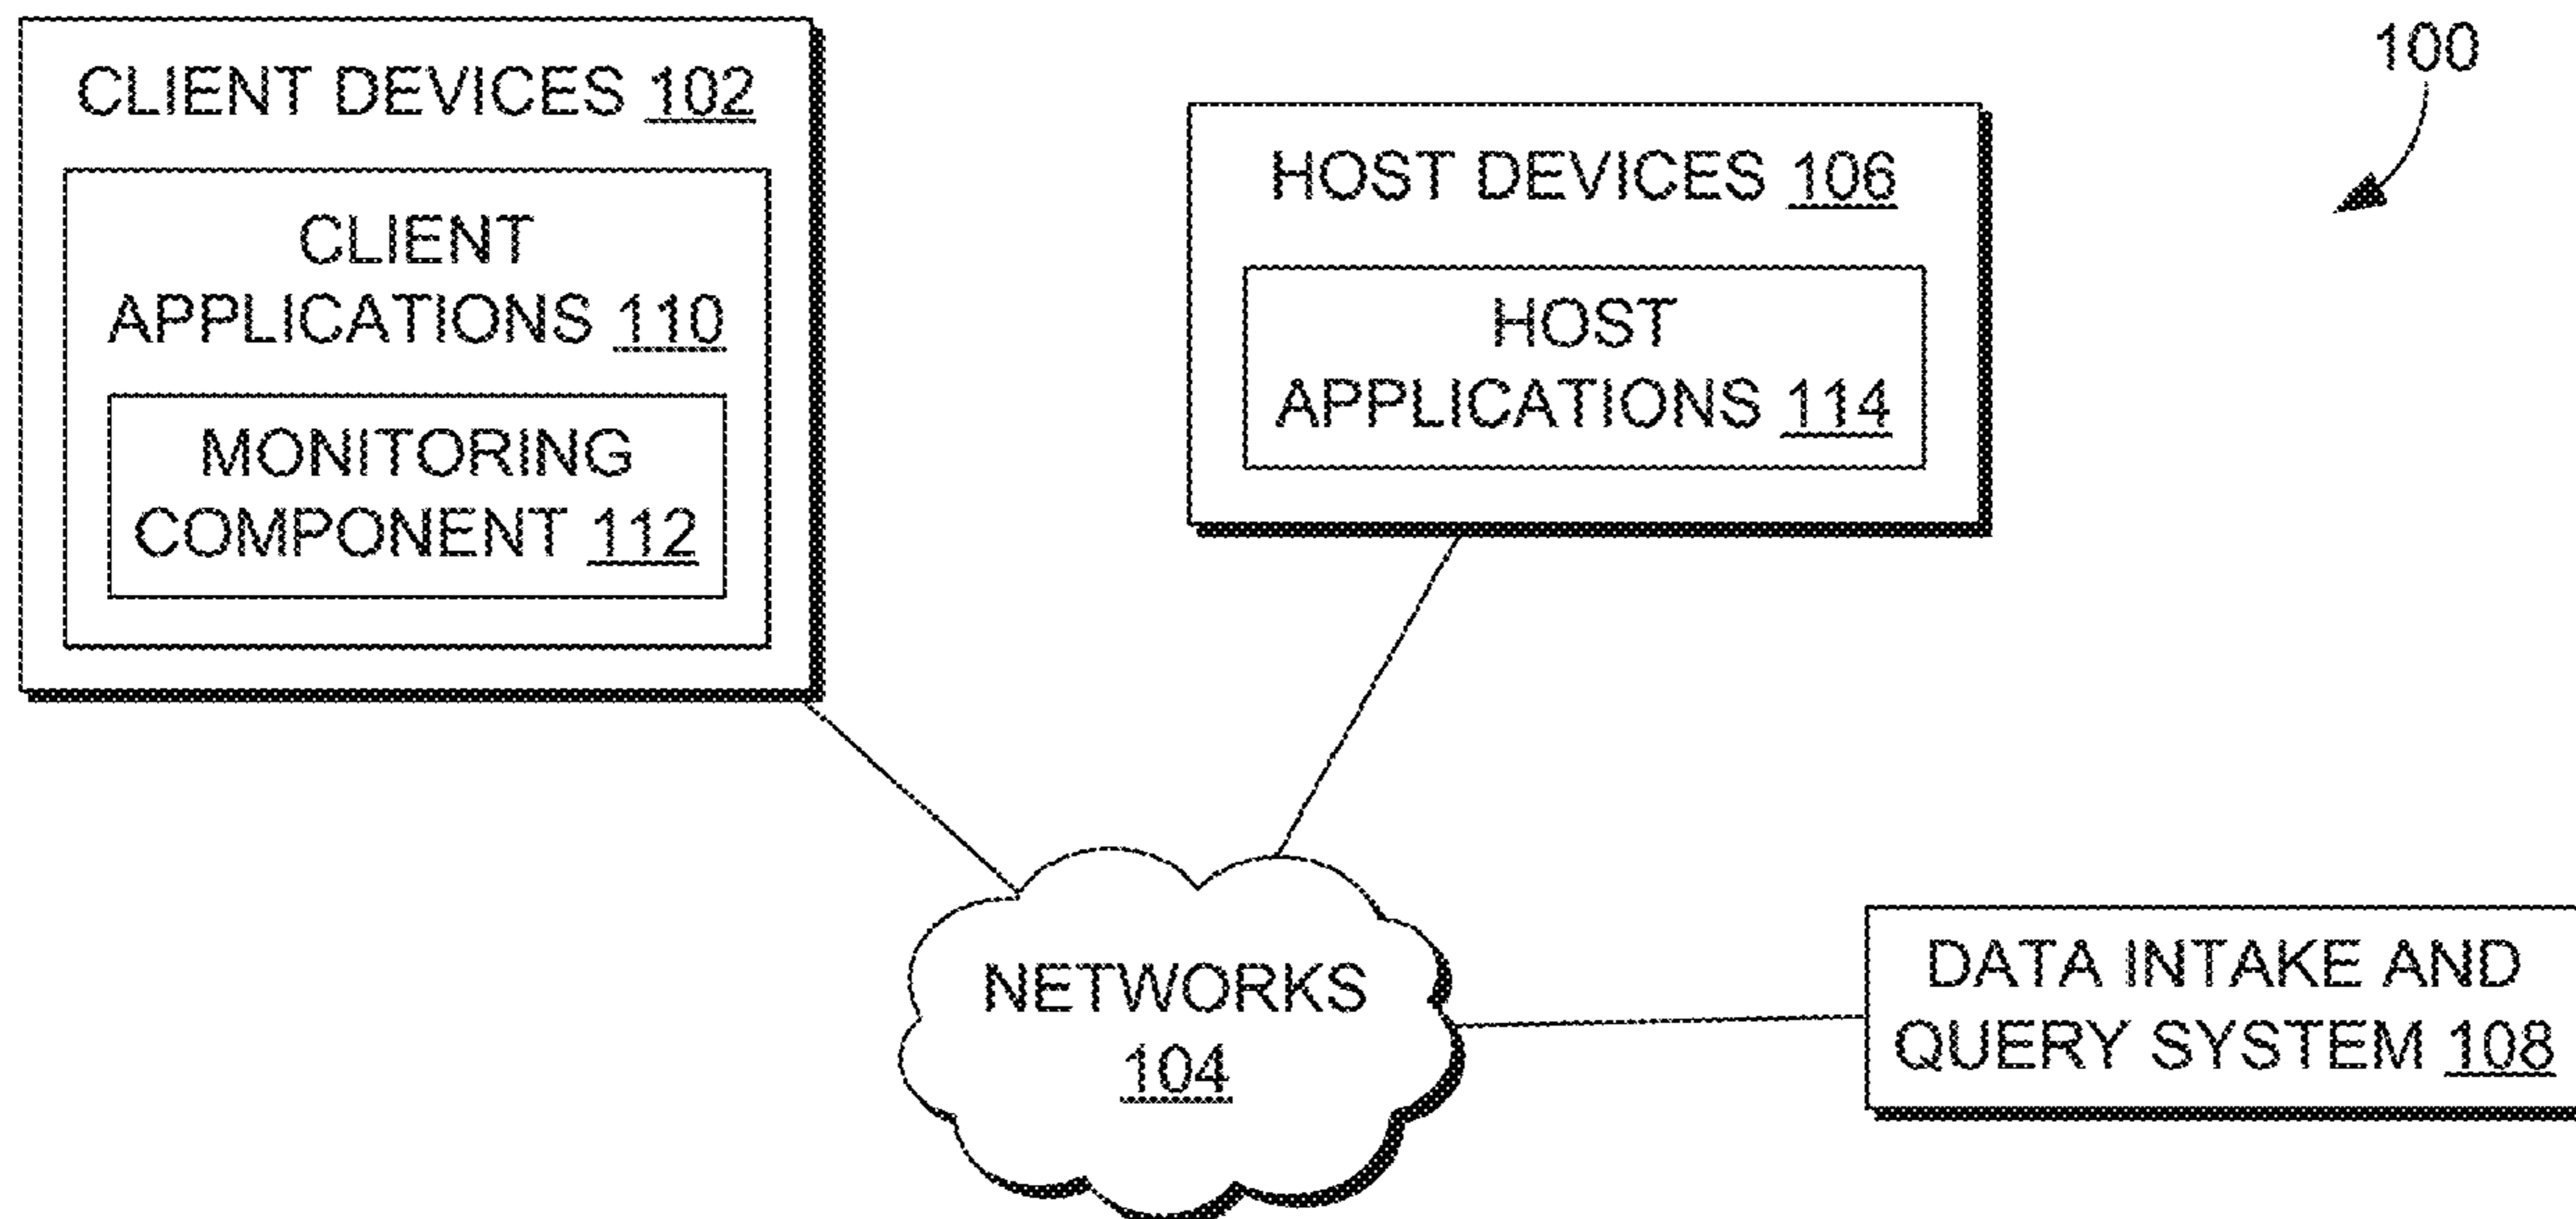 CLIENT DEVICES 102
CLIENT
APPLICATIONS 110
MONITORING
COMPONENT 112
HOST DEVICES 106
HOST
APPLICATIONS 114
100
NETWORKS
104
DATA INTAKE AND
QUERY SYSTEM 108